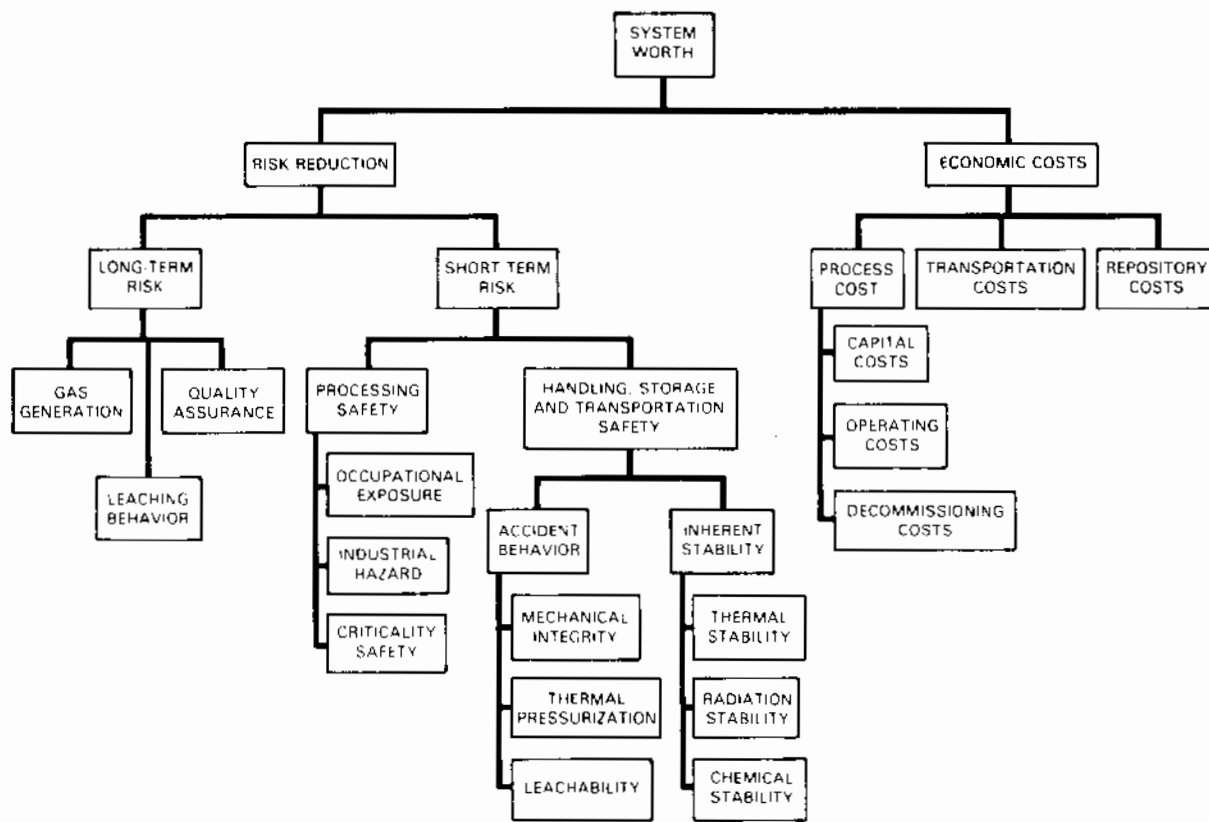 SYSTEM
WORTH
RISK REDUCTION
ECONOMIC COSTS
LONG-TERM
RISK
SHORT TERM
RISK
PROCESS
COST
TRANSPORTATION
COSTS
REPOSITORY
COSTS
GAS
GENERATION
QUALITY
ASSURANCE
LEACHING
BEHAVIOR
PROCESSING
SAFETY
HANDLING, STORAGE
AND TRANSPORTATION
SAFETY
CAPITAL
COSTS
OPERATING
COSTS
DECOMMISSIONING
COSTS
OCCUPATIONAL
EXPOSURE
INDUSTRIAL
HAZARD
CRITICALITY
SAFETY
ACCIDENT
BEHAVIOR
INHERENT
STABILITY
MECHANICAL
INTEGRITY
THERMAL
PRESSURIZATION
LEACHABILITY
THERMAL
STABILITY
RADIATION
STABILITY
CHEMICAL
STABILITY